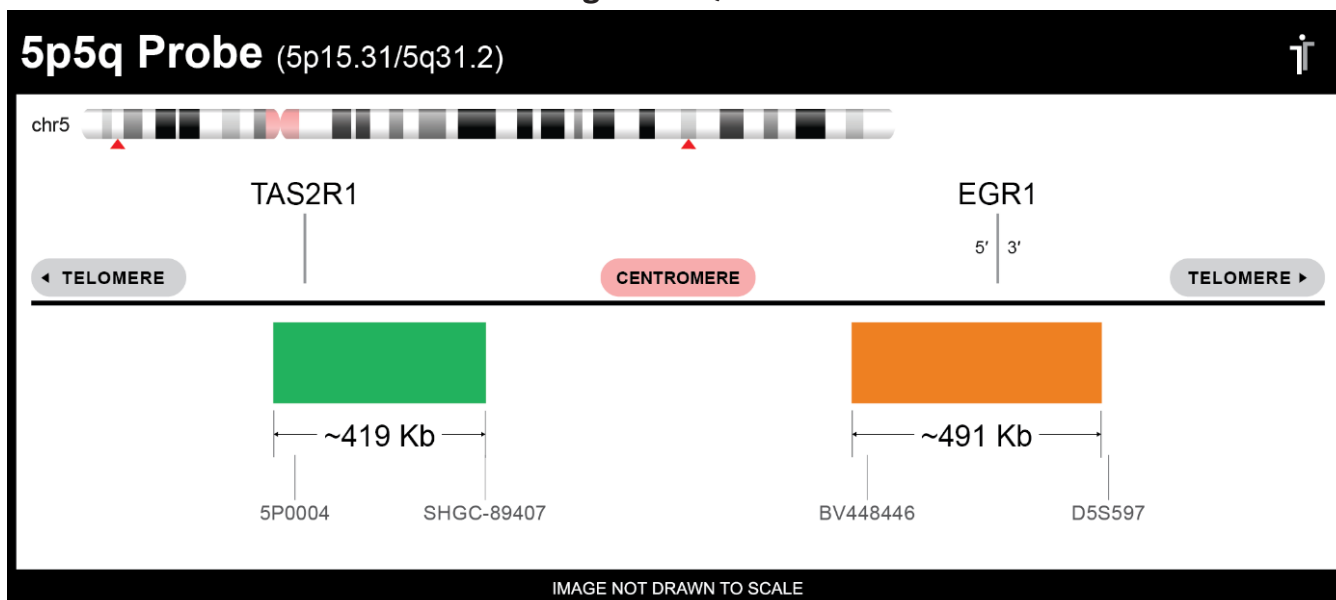 5p5q Probe (5p15.31/5q31.2)
chr5
TAS2R1
EGR1
5′ 3′
TELOMERE
CENTROMERE
TELOMERE
~419 Kb
~491 Kb
5P0004
SHGC-89407
BV448446
D5S597
IMAGE NOT DRAWN TO SCALE